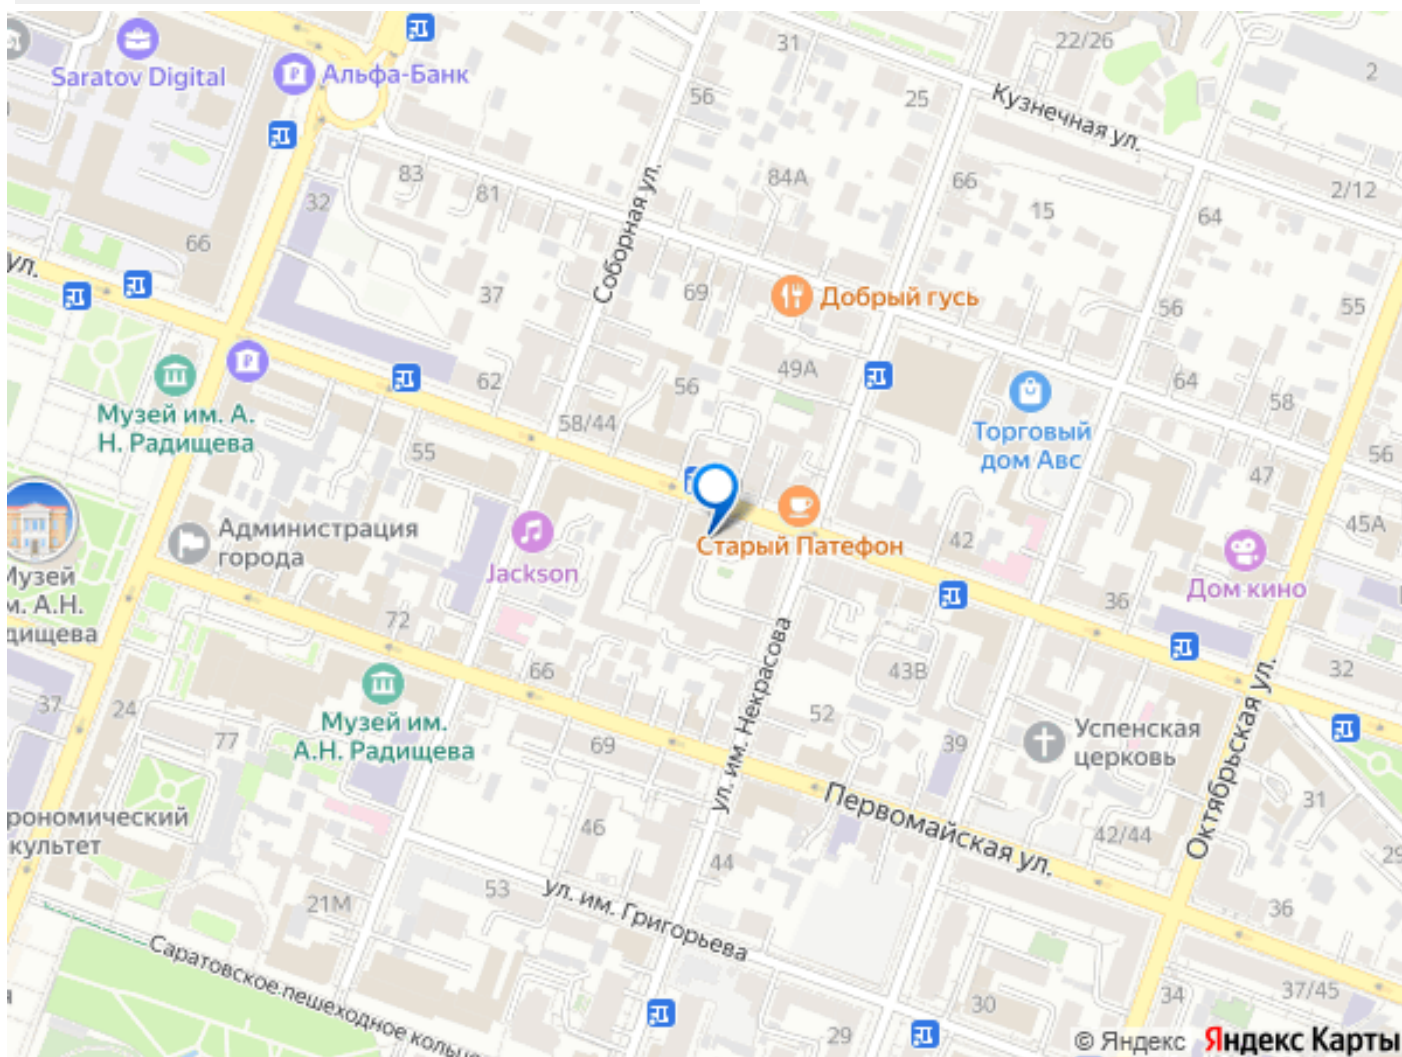 31
22/26
Saratov Digital
Альфа-Банк
2
56
25
Кузнечная ул.
83
81
84А
66
2/12
32
15
64
66
Соборная ул.
ул.
37
69
Добрый гусь
56
55
62
56
49А
64
58
Музей им. А.
Н. Радищева
58/44
Торговый
дом Авс
55
47
56
Администрация
города
Jackson
Старый Патефон
42
45А
Дом кино
Музей
м. А.Н.
дищева
72
36
66
43В
32
37
24
Музей им.
А.Н. Радищева
77
69
ул. им. Некрасова
52
39
Успенская
церковь
Октябрьская ул.
рономический
культет
46
Первомайская ул.
31
42/44
29
44
21М
53
ул. им. Григорьева
36
Саратовское пешеходное кольцо
30
34
37/45
29
© Яндекс Яндекс Карты